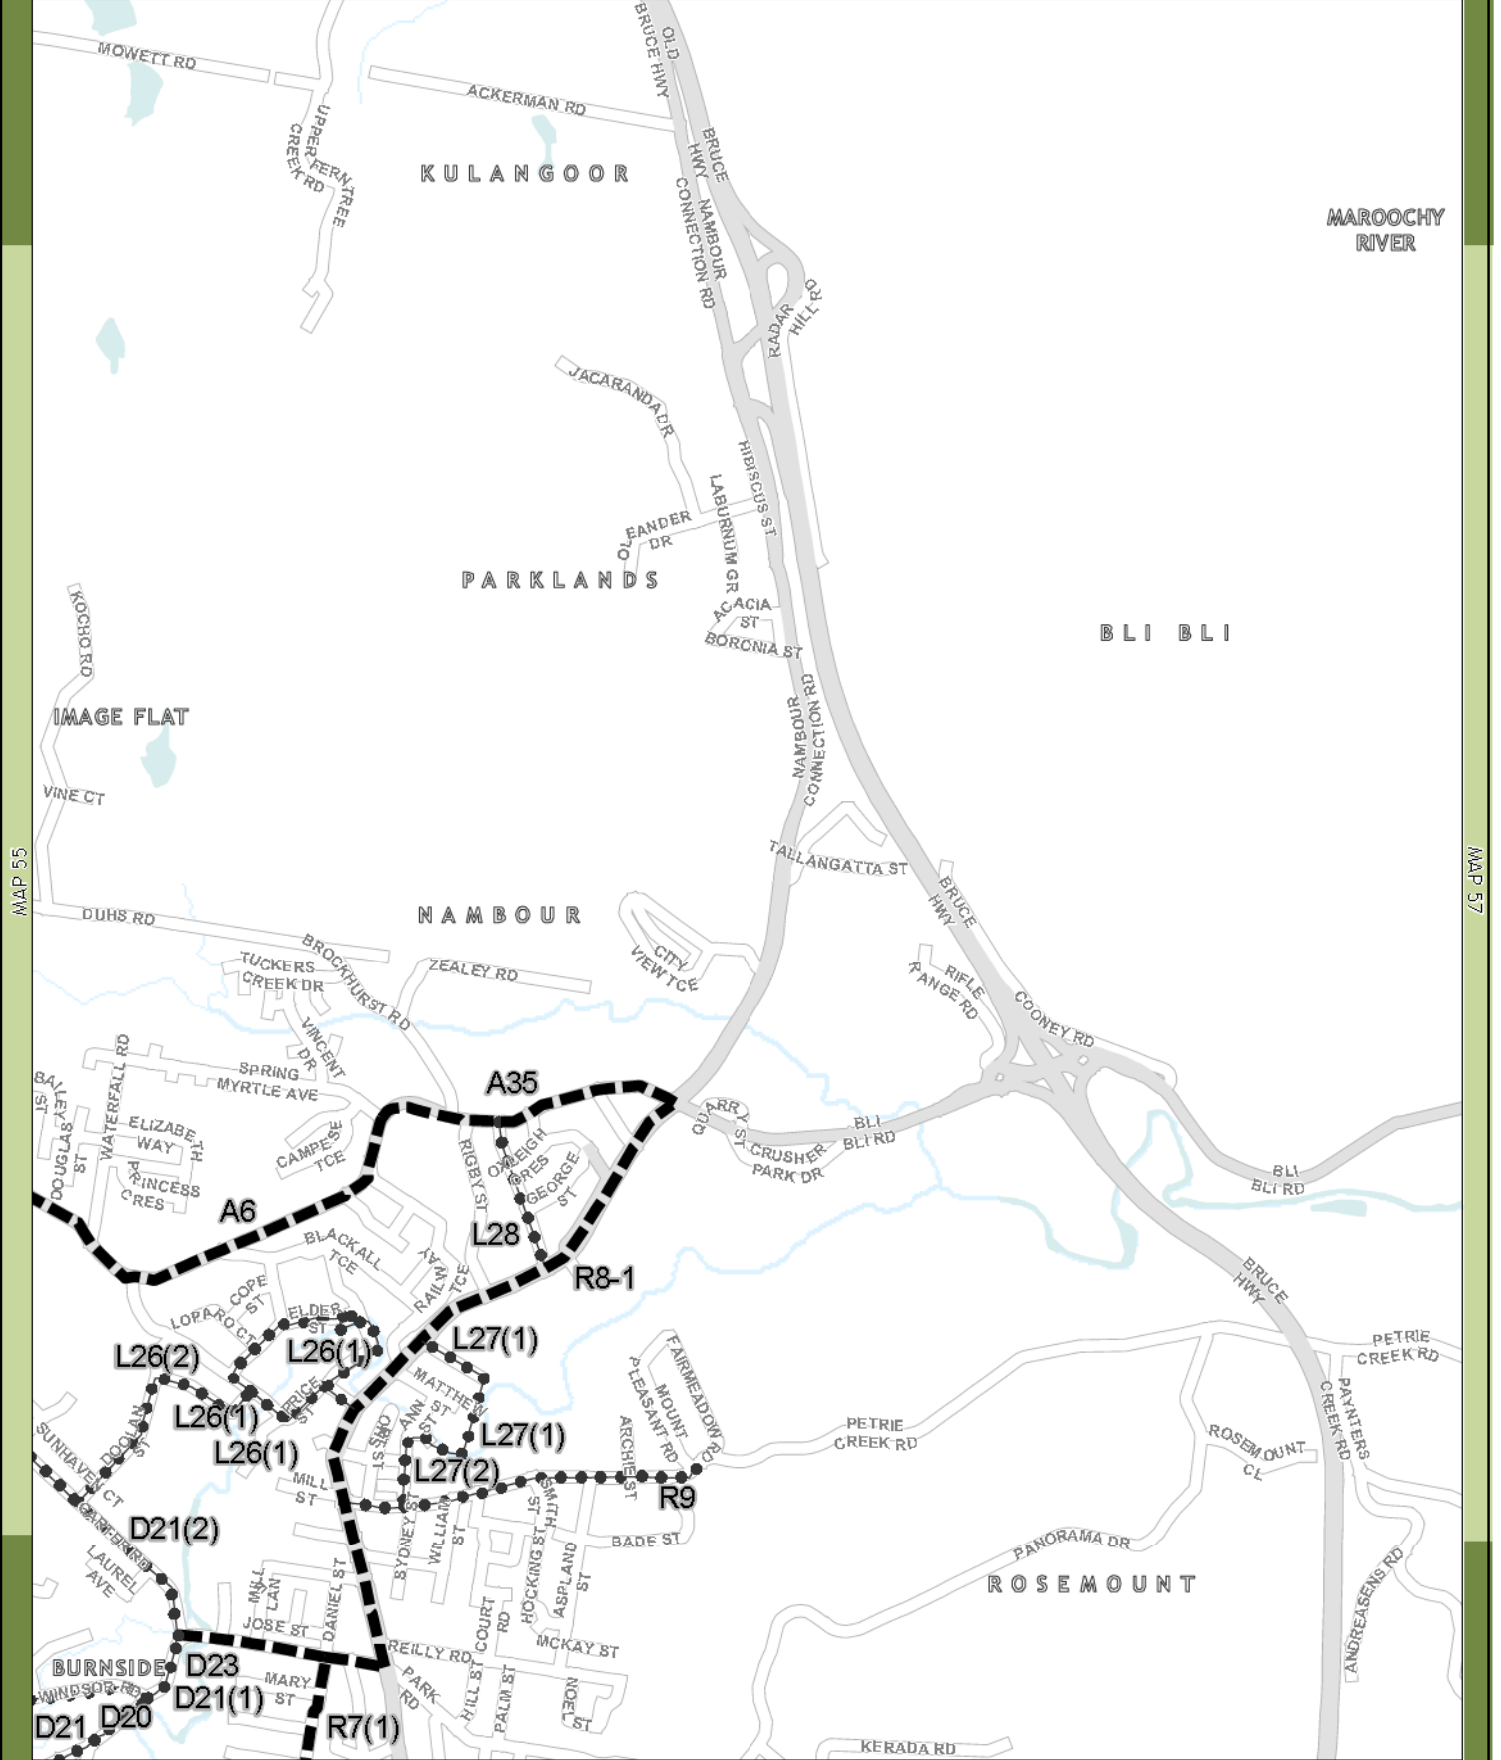 OLD
BRUCE HWY
MOWETT RD
ACKERMAN RD
UPPER FERNTREE
CREEK RD
BRUCE
HWY
KULANGOOR
NAMBOUR
CONNECTION RD
MAROOCHY
RIVER
RADAR
HILL RD
JACARANDA DR
HIBISCUS ST
LABURNUM GR
OLEANDER
DR
PARKLANDS
KOCHO RD
ACACIA
ST
BORONIA ST
BLI BLI
IMAGE FLAT
NAMBOUR
CONNECTION RD
VINE CT
TALLANGATTA ST
MAP 55
MAP 57
BRUCE
HWY
DUHS RD
NAMBOUR
BROCKHURST RD
TUCKERS
CREEK DR
ZEALEY RD
CITY
VIEW TCE
RIFLE
RANGE RD
COONEY RD
VINCENT
DR
WATERFALL RD
SPRING
MYRTLE AVE
A35
BAILEY
ST
DOUGLAS
ST
ELIZABETH
WAY
CAMPESE
TCE
PRINCESS
CRES
RIGBY ST
OXLEIGH
CRES
GEORGE
ST
QUARRY
ST
BLI
BLI RD
CRUSHER
PARK DR
BLI
BLI RD
A6
L28
BLACKALL
TCE
RAILWAY
TCE
R8-1
BRUCE
HWY
COPE
ST
LOPARO CT
ELDER
ST
L26(2)
L26(1)
L27(1)
PETRIE
CREEK RD
MATTHEW
ST
FAIRMEADOW RD
MOUNT
PLEASANT RD
PRICE
ST
L26(1)
L26(1)
ANN
ST
ARCHIE ST
L27(1)
L27(2)
PETRIE
CREEK RD
PAYNTERS
CREEK RD
ROSEMOUNT
CL
SUNHAVEN CT
DOOLAN
ST
MILL
ST
R9
CARTER RD
D21(2)
SYDNEY ST
WILLIAM
ST
SMITH
ST
BADE ST
PANORAMA DR
LAUREL
AVE
MILL
LAN
DANIEL ST
HOCKING ST
ASPLAND
ST
ROSEMOUNT
ANDREASENS RD
JOSE ST
COURT
RD
REILLY RD
MCKAY ST
BURNSIDE
D23
WINDSOR RD
D21(1)
MARY
ST
PARK
RD
HILL ST
PALM ST
NOEL
ST
D21
D20
R7(1)
KERADA RD